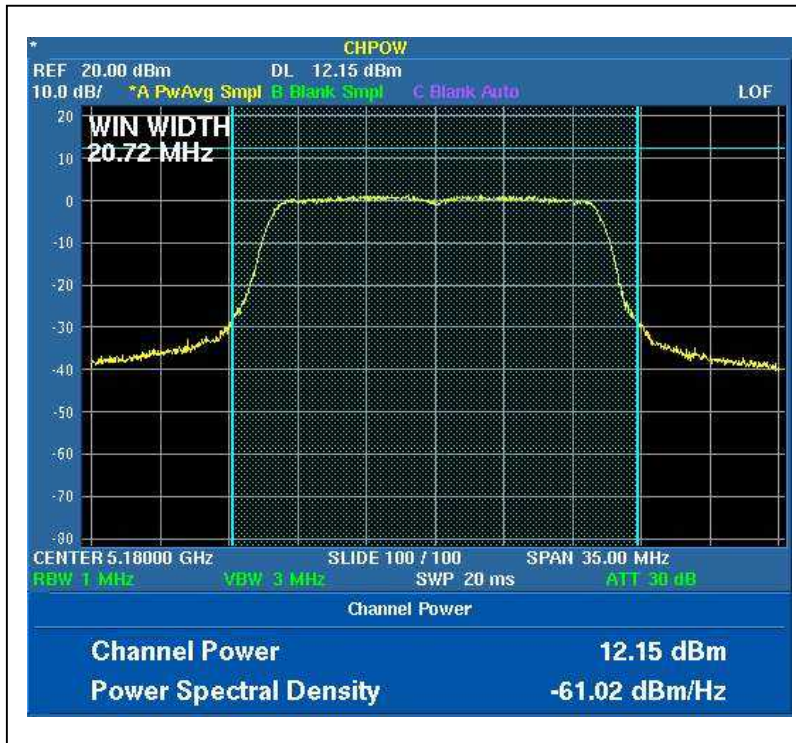 *
CHPOW
REF 20.00 dBm DL 12.15 dBm
10.0 dB/ *A PwAvg Smpl B Blank Smpl C Blank Auto LOF
WIN WIDTH
20.72 MHz
20
10
0
-10
-20
-30
-40
-50
-60
-70
-80
CENTER 5.18000 GHz SLIDE 100 / 100 SPAN 35.00 MHz
RBW 1 MHz VBW 3 MHz SWP 20 ms ATT 30 dB
Channel Power
Channel Power 12.15 dBm
Power Spectral Density -61.02 dBm/Hz